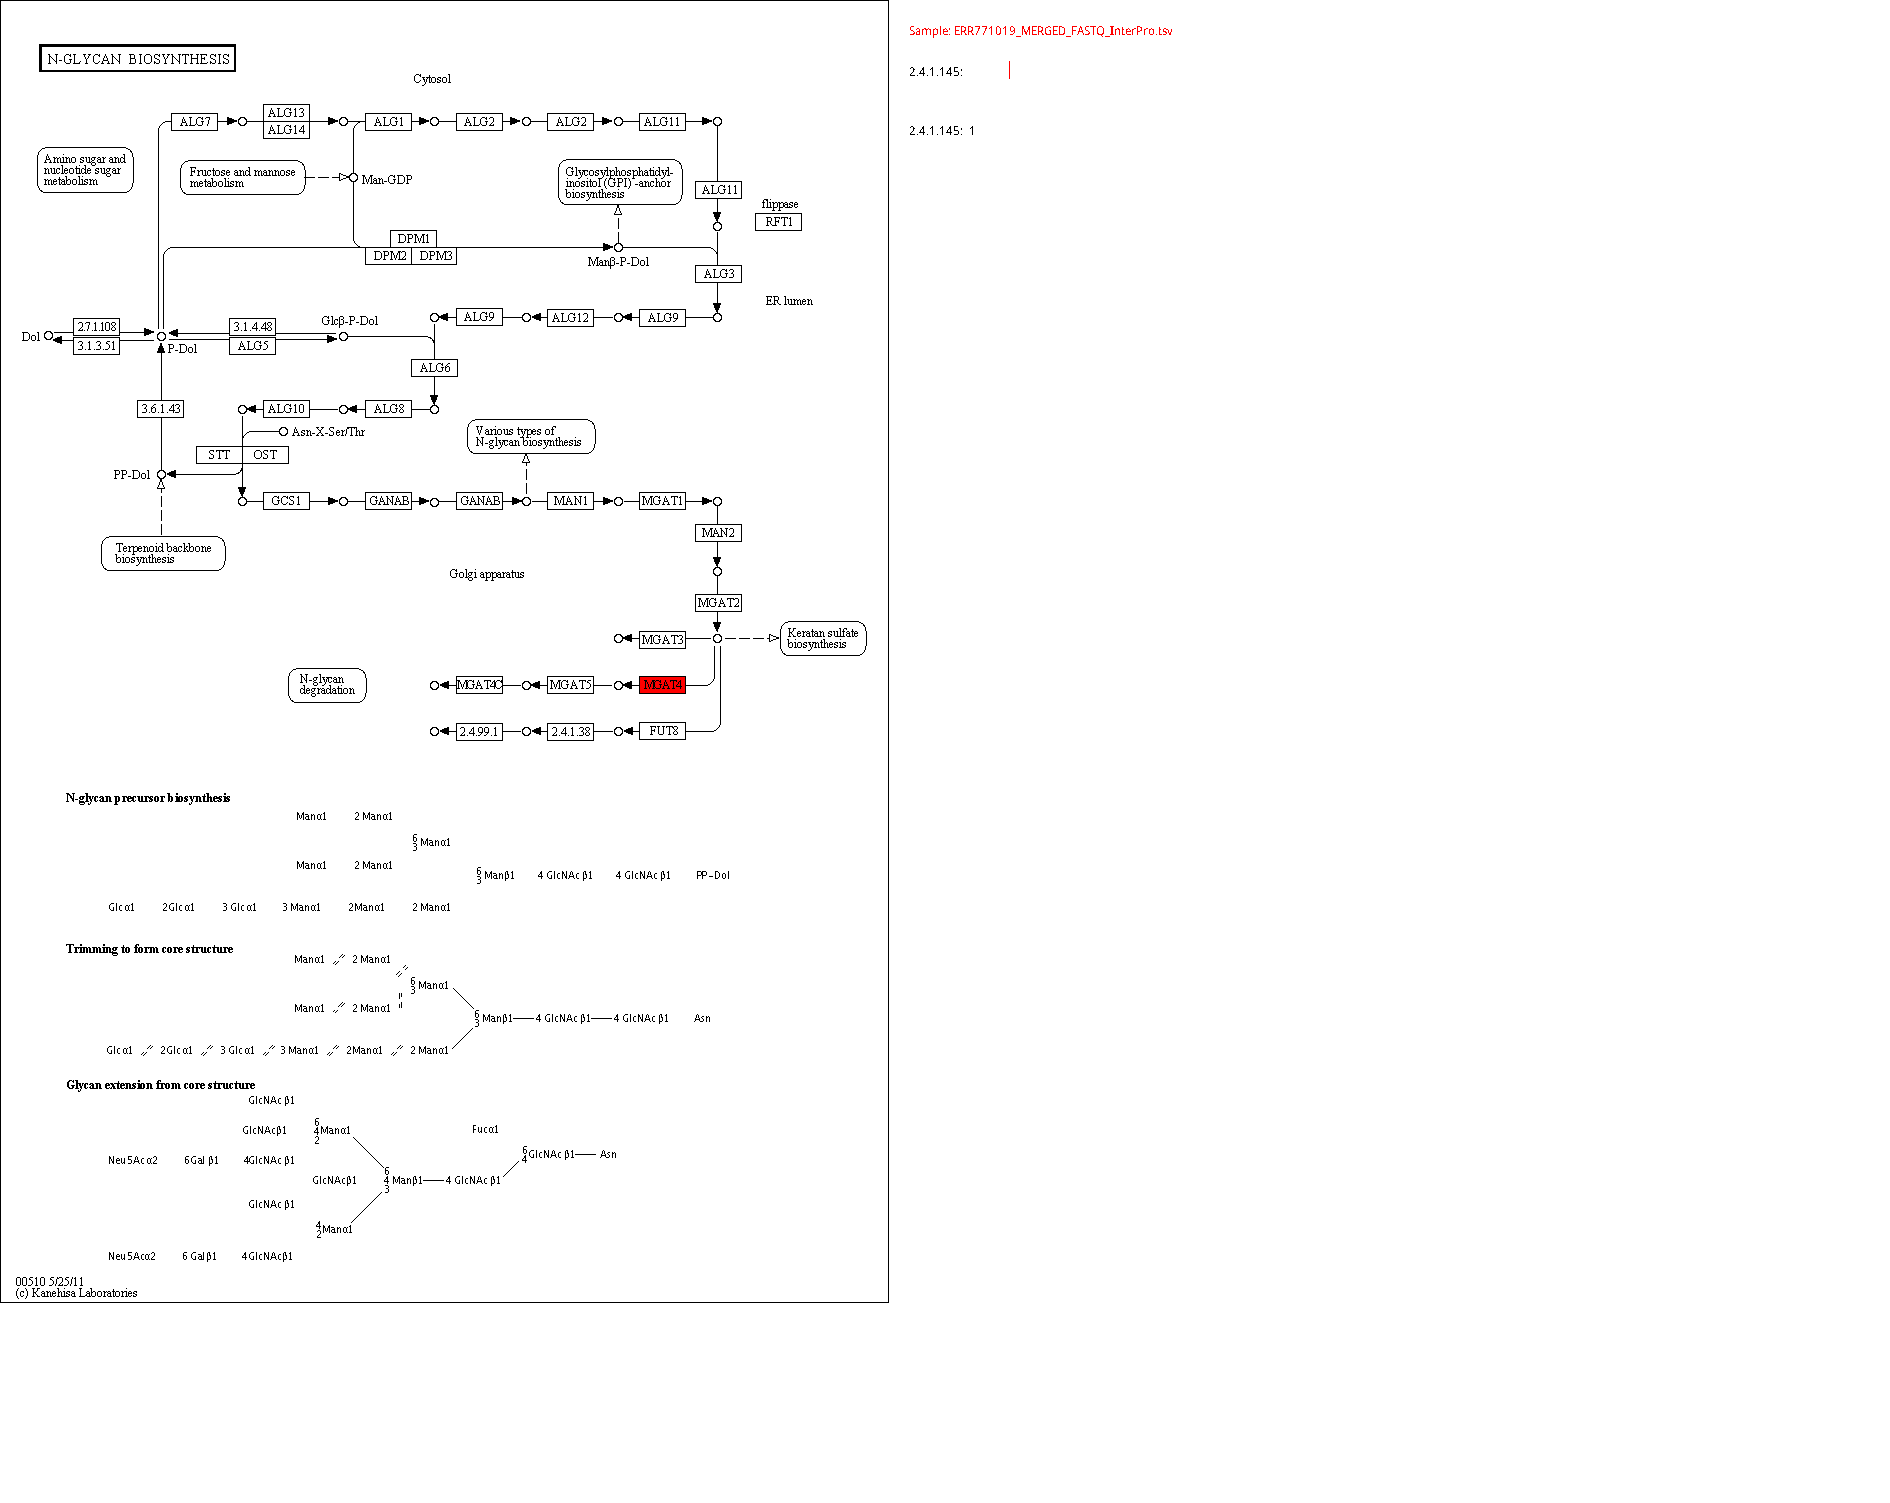 N-GLYCAN BIOSYNTHESIS
Cytosol
ALG7
ALG13
ALG14
ALG1
ALG2
ALG2
ALG11
Amino sugar and
nucleotide sugar
metabolism
Fructose and mannose
metabolism
Man-GDP
Glycosylphosphatidyl-
inositol (GPI) -anchor
biosynthesis
ALG11
flippase
RFT1
DPM1
DPM2
DPM3
Manβ-P-Dol
ALG3
ER lumen
Dol
2.7.1.108
3.1.3.51
P-Dol
3.1.4.48
ALG5
Glcβ-P-Dol
ALG9
ALG12
ALG9
ALG6
3.6.1.43
ALG10
ALG8
Asn-X-Ser/Thr
STT
OST
Various types of
N-glycan biosynthesis
PP-Dol
GCS1
GANAB
GANAB
MAN1
MGAT1
MAN2
Terpenoid backbone
biosynthesis
Golgi apparatus
MGAT2
MGAT3
Keratan sulfate
biosynthesis
N-glycan
degradation
MGAT4C
MGAT5
MGAT4
2.4.99.1
2.4.1.38
FUT8
N-glycan precursor biosynthesis
Manα1 2 Manα1
6
3 Manα1
Manα1 2 Manα1
6
3 Manβ1 4 GlcNAc β1 4 GlcNAc β1 PP-Dol
Glcα1 2Glcα1 3 Glcα1 3 Manα1 2Manα1 2 Manα1
Trimming to form core structure
Manα1 2 Manα1
6
3 Manα1
Manα1 2 Manα1
6
3 Manβ1 4 GlcNAc β1 4 GlcNAc β1 Asn
Glcα1 2Glcα1 3 Glcα1 3 Manα1 2Manα1 2 Manα1
Glycan extension from core structure
GlcNAc β1
GlcNAcβ1
6
4 Manα1
2
Fucα1
Neu5Acα2 6Gal β1 4GlcNAc β1
6
4 GlcNAc β1 Asn
GlcNAcβ1
6
4 Manβ1 4 GlcNAc β1
3
GlcNAc β1
4
2 Manα1
Neu5Acα2 6 Galβ1 4GlcNAcβ1
00510 5/25/11
(c) Kanehisa Laboratories
Sample: ERR771019_MERGED_FASTQ_InterPro.tsv
2.4.1.145:
2.4.1.145: 1